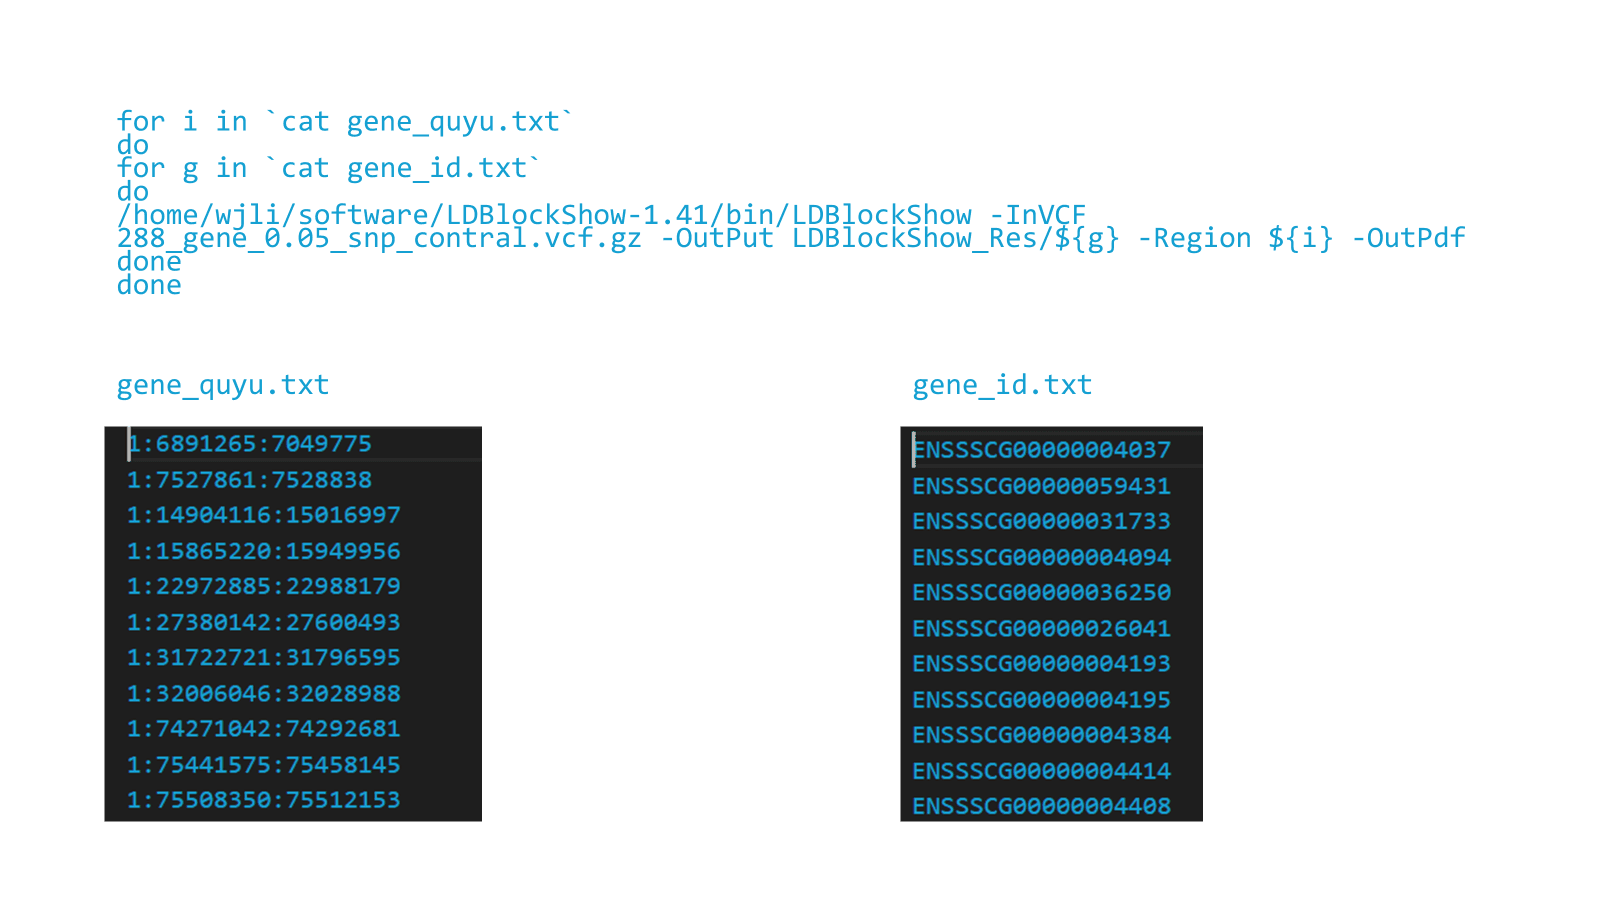 for i in `cat gene_quyu.txt`
do
for g in `cat gene_id.txt`
do
/home/wjli/software/LDBlockShow-1.41/bin/LDBlockShow -InVCF
288_gene_0.05_snp_contral.vcf.gz -OutPut LDBlockShow_Res/${g} -Region ${i} -OutPdf
done
done
gene_quyu.txt
1:6891265:7049775
1:7527861:7528838
1:14904116:15016997
1:15865220:15949956
1:22972885:22988179
1:27380142:27600493
1:31722721:31796595
1:32006046:32028988
1:74271042:74292681
1:75441575:75458145
1:75508350:75512153
gene_id.txt
ENSSSCG00000004037
ENSSSCG00000059431
ENSSSCG00000031733
ENSSSCG00000004094
ENSSSCG00000036250
ENSSSCG00000026041
ENSSSCG00000004193
ENSSSCG00000004195
ENSSSCG00000004384
ENSSSCG00000004414
ENSSSCG00000004408